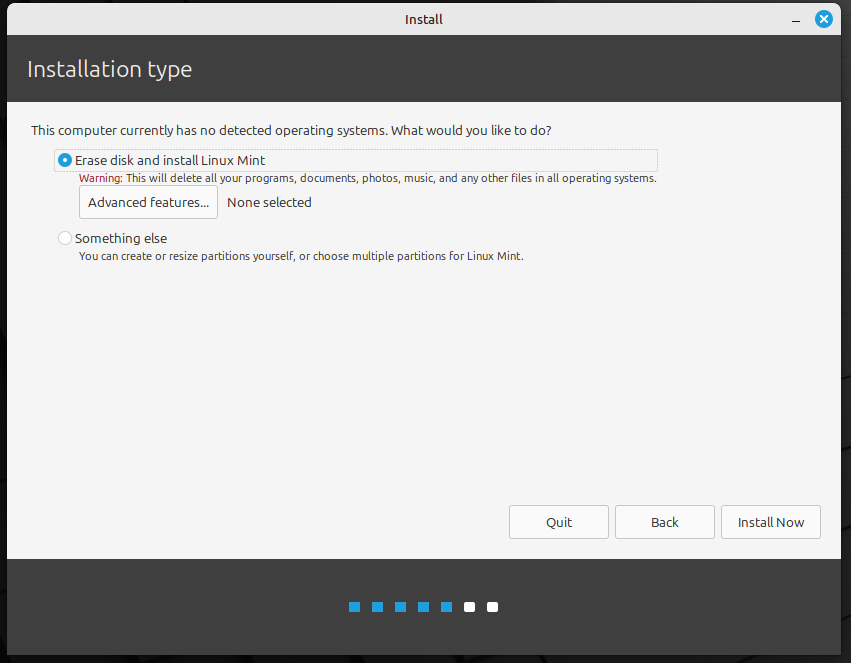 Install
Installation type
This computer currently has no detected operating systems. What would you like to do?
Erase disk and install Linux Mint
Warning: This will delete all your programs, documents, photos, music, and any other files in all operating systems.
Advanced features... None selected
Something else
You can create or resize partitions yourself, or choose multiple partitions for Linux Mint.
Quit Back Install Now